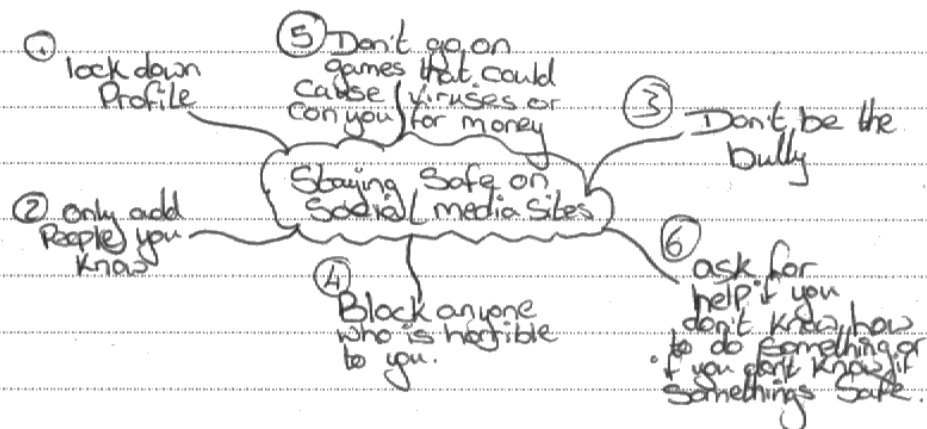 Staying Safe on
Social media Sites
① lock down
Profile
② only add
People you
know
③ Don't be the
bully
④
Block anyone
who is horrible
to you.
⑤ Don't go on
games that could
cause viruses or
con you for money
⑥
ask for
help if you
don't know how
to do something or
if you don't know if
somethings safe.